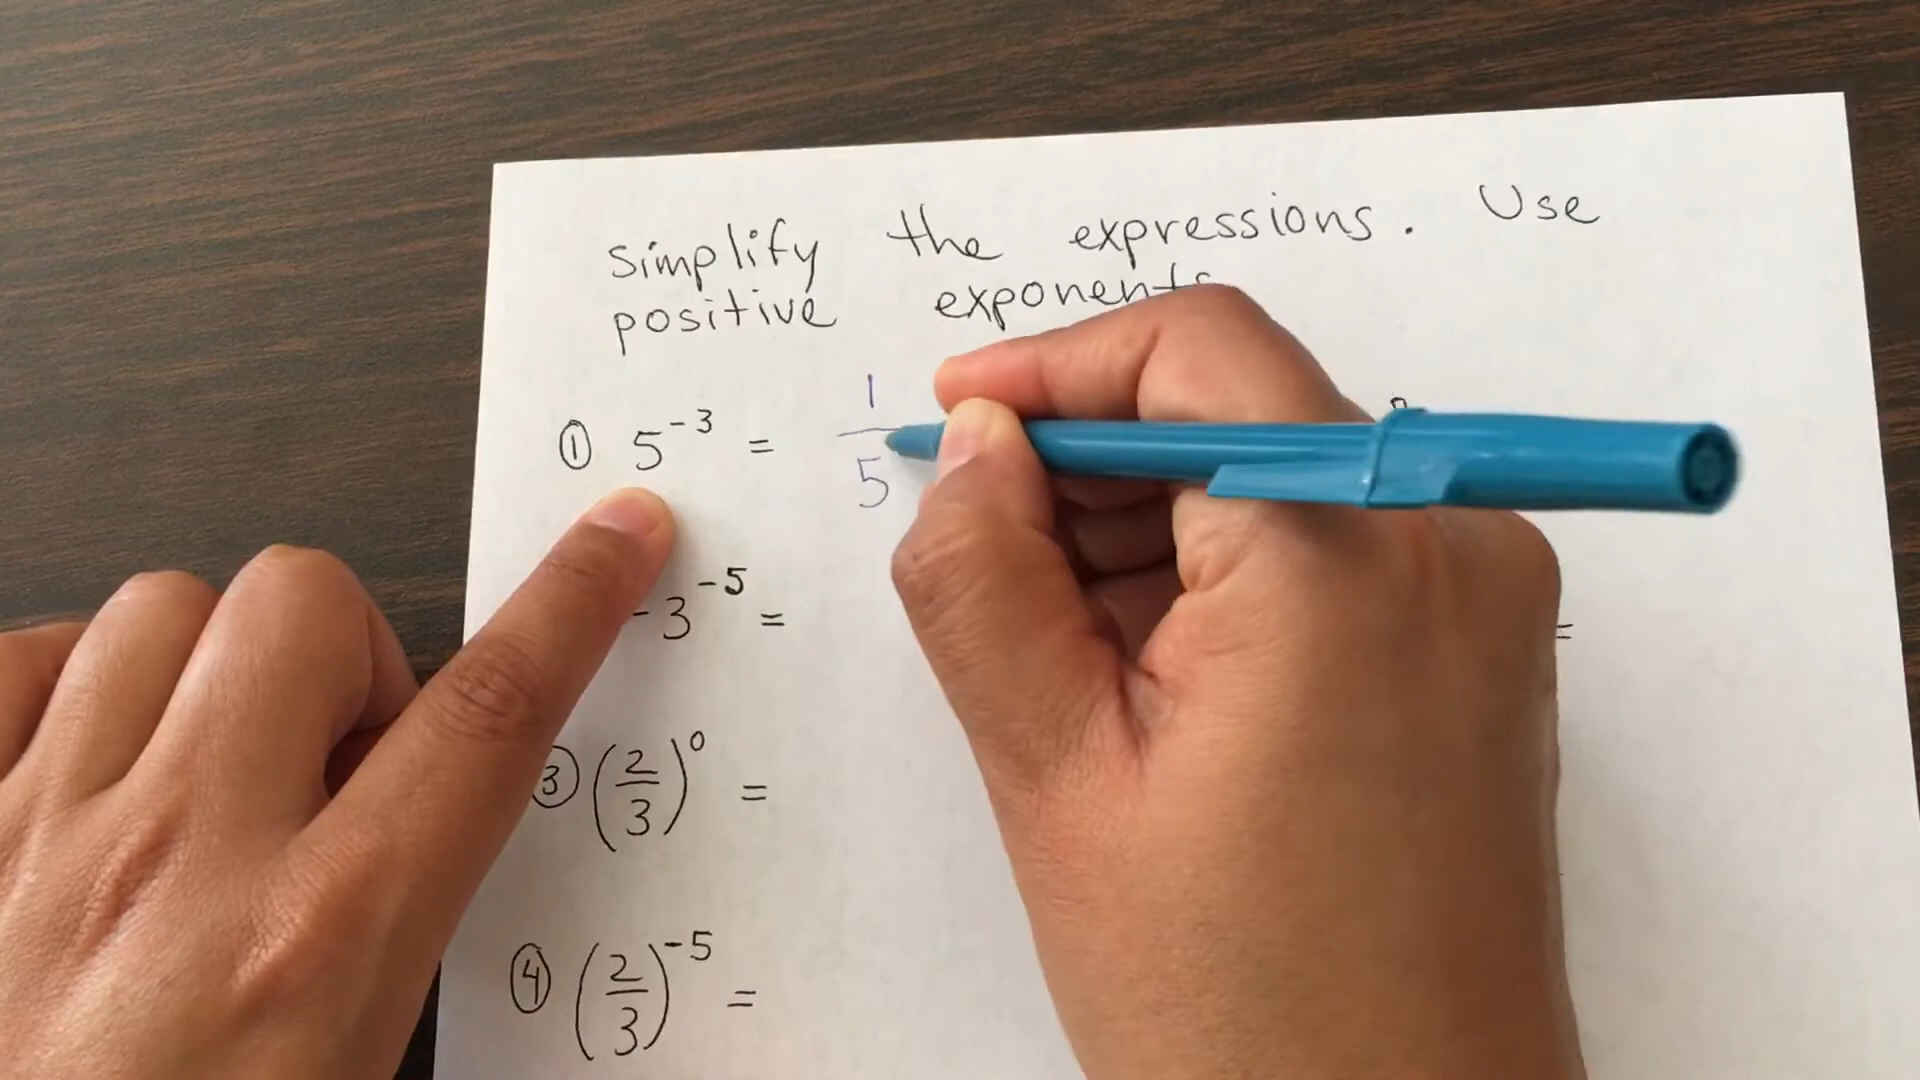 Simplify the expressions. Use
positive exponents
① 5⁻³ = 1/5
-3⁻⁵ =
=
③ (2/3)⁰ =
④ (2/3)⁻⁵ =